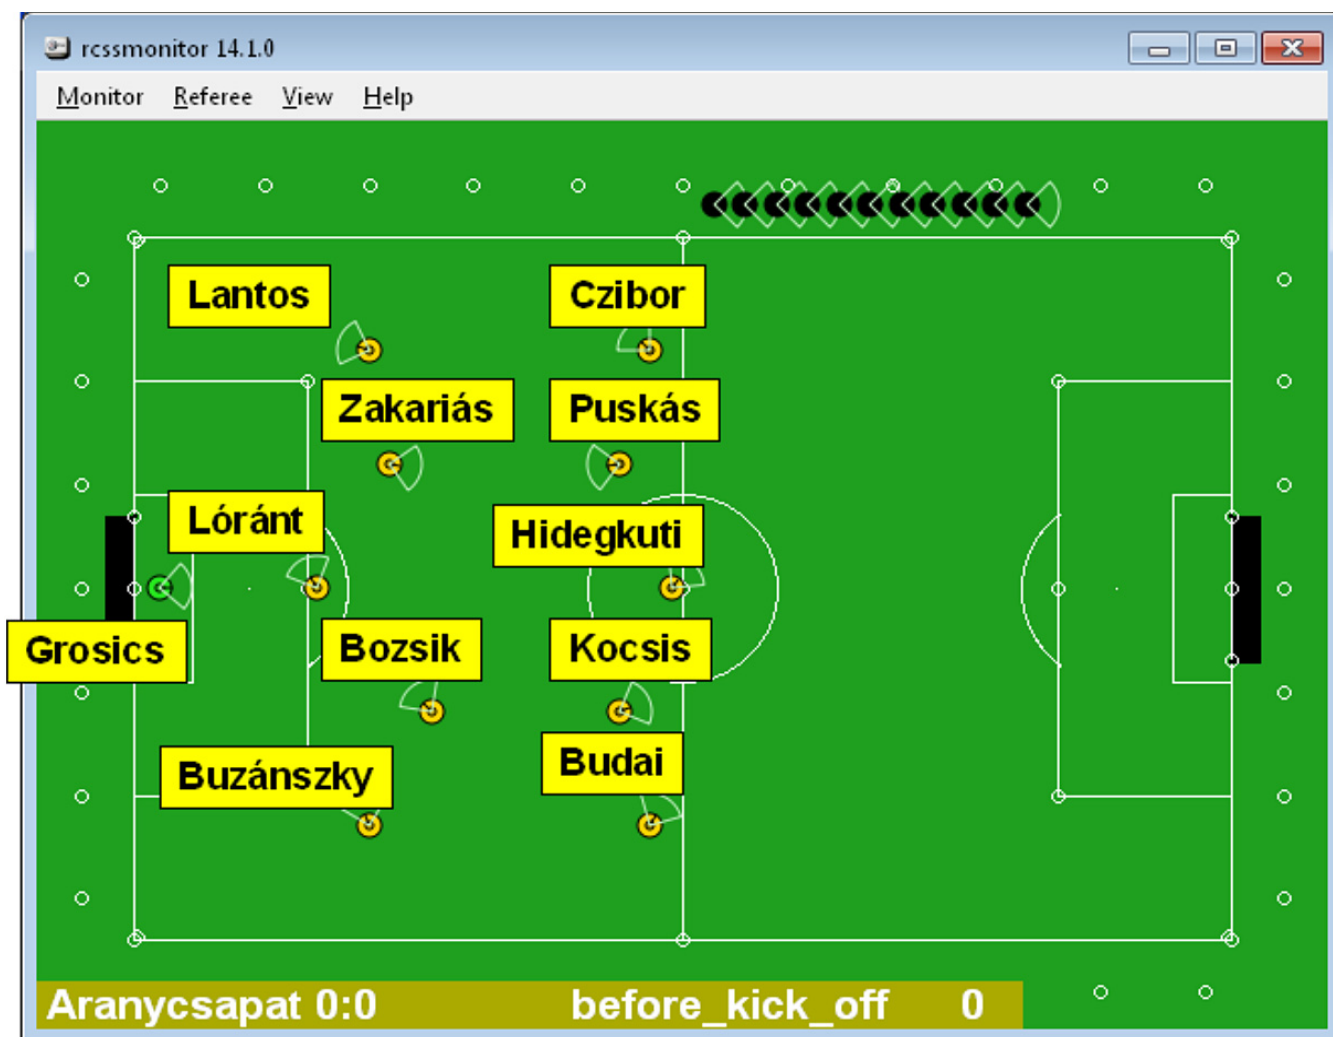 rcssmonitor 14.1.0
Monitor Referee View Help
Lantos
Czibor
Zakariás
Puskás
Lóránt
Hidegkuti
Grosics
Bozsik
Kocsis
Buzánszky
Budai
Aranycsapat 0:0 before_kick_off 0